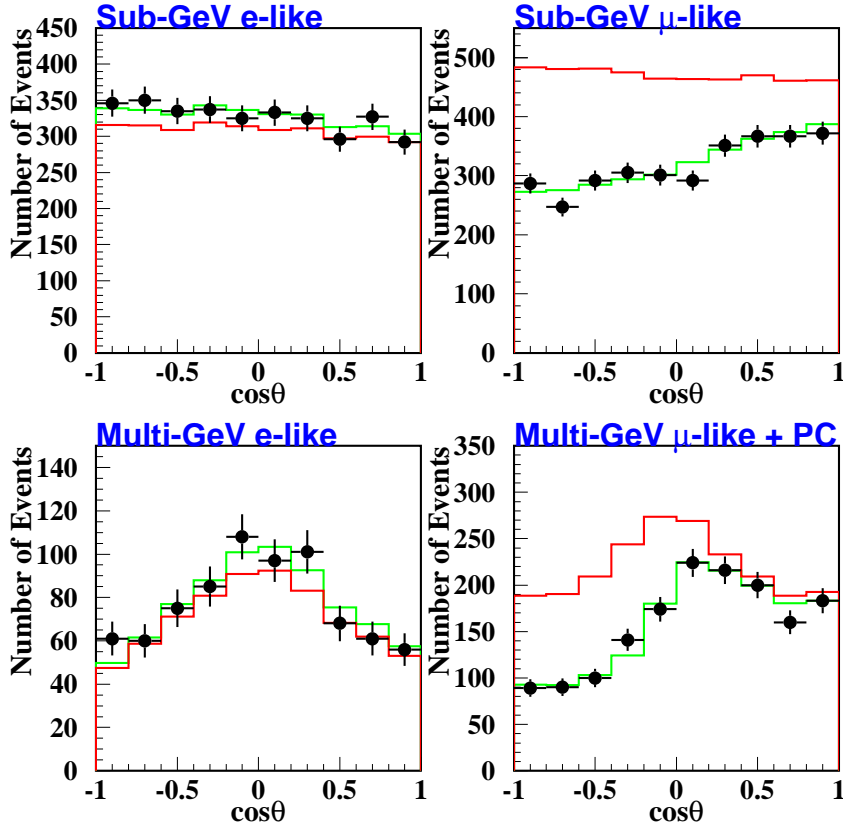 Sub-GeV e-like
Number of Events
450
400
350
300
250
200
150
100
50
0
-1 -0.5 0 0.5 1
cosθ
Sub-GeV μ-like
Number of Events
500
400
300
200
100
0
-1 -0.5 0 0.5 1
cosθ
Multi-GeV e-like
Number of Events
140
120
100
80
60
40
20
0
-1 -0.5 0 0.5 1
cosθ
Multi-GeV μ-like + PC
Number of Events
350
300
250
200
150
100
50
0
-1 -0.5 0 0.5 1
cosθ